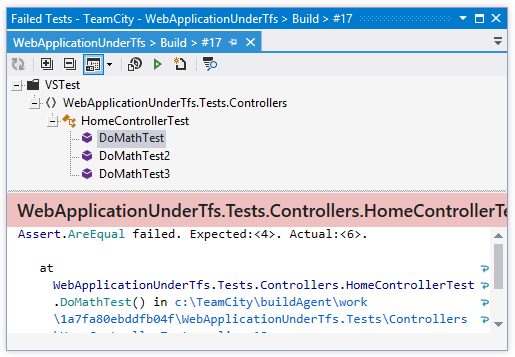 Failed Tests - TeamCity - WebApplicationUnderTfs > Build > #17
WebApplicationUnderTfs > Build > #17
VSTest
WebApplicationUnderTfs.Tests.Controllers
HomeControllerTest
DoMathTest
DoMathTest2
DoMathTest3
WebApplicationUnderTfs.Tests.Controllers.HomeControllerTe
Assert.AreEqual failed. Expected:<4>. Actual:<6>.
at
WebApplicationUnderTfs.Tests.Controllers.HomeControllerTest
.DoMathTest() in c:\TeamCity\buildAgent\work
\1a7fa80ebddfb04f\WebApplicationUnderTfs.Tests\Controllers